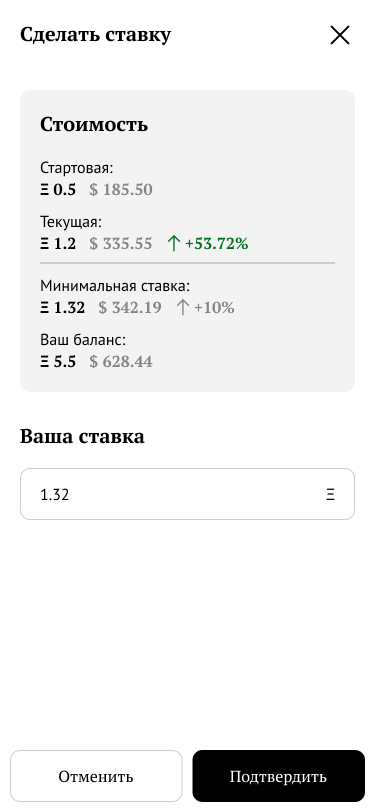 Сделать ставку
Стоимость
Стартовая:
Ξ 0.5 $ 185.50
Текущая:
Ξ 1.2 $ 335.55 ↑ +53.72%
Минимальная ставка:
Ξ 1.32 $ 342.19 ↑ +10%
Ваш баланс:
Ξ 5.5 $ 628.44
Ваша ставка
1.32 Ξ
Отменить Подтвердить